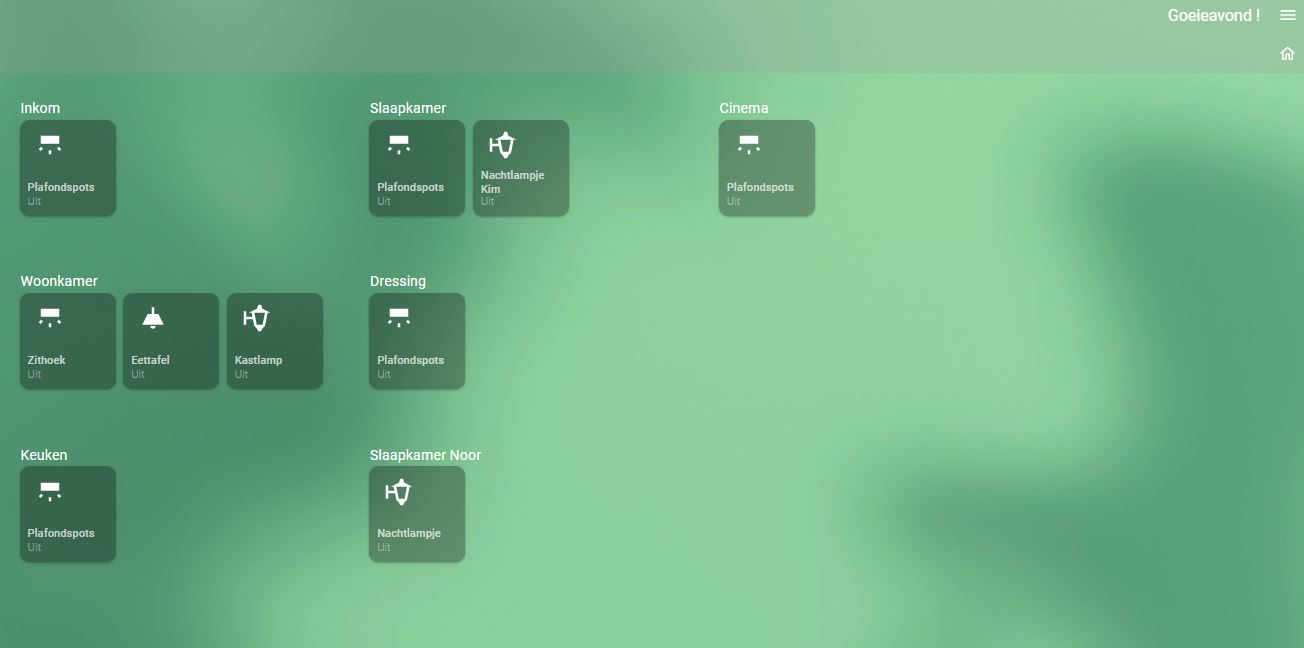 Goeieavond !
Inkom
Plafondspots
Uit
Slaapkamer
Plafondspots
Uit
Nachtlampje
Kim
Uit
Cinema
Plafondspots
Uit
Woonkamer
Zithoek
Uit
Eettafel
Uit
Kastlamp
Uit
Dressing
Plafondspots
Uit
Keuken
Plafondspots
Uit
Slaapkamer Noor
Nachtlampje
Uit